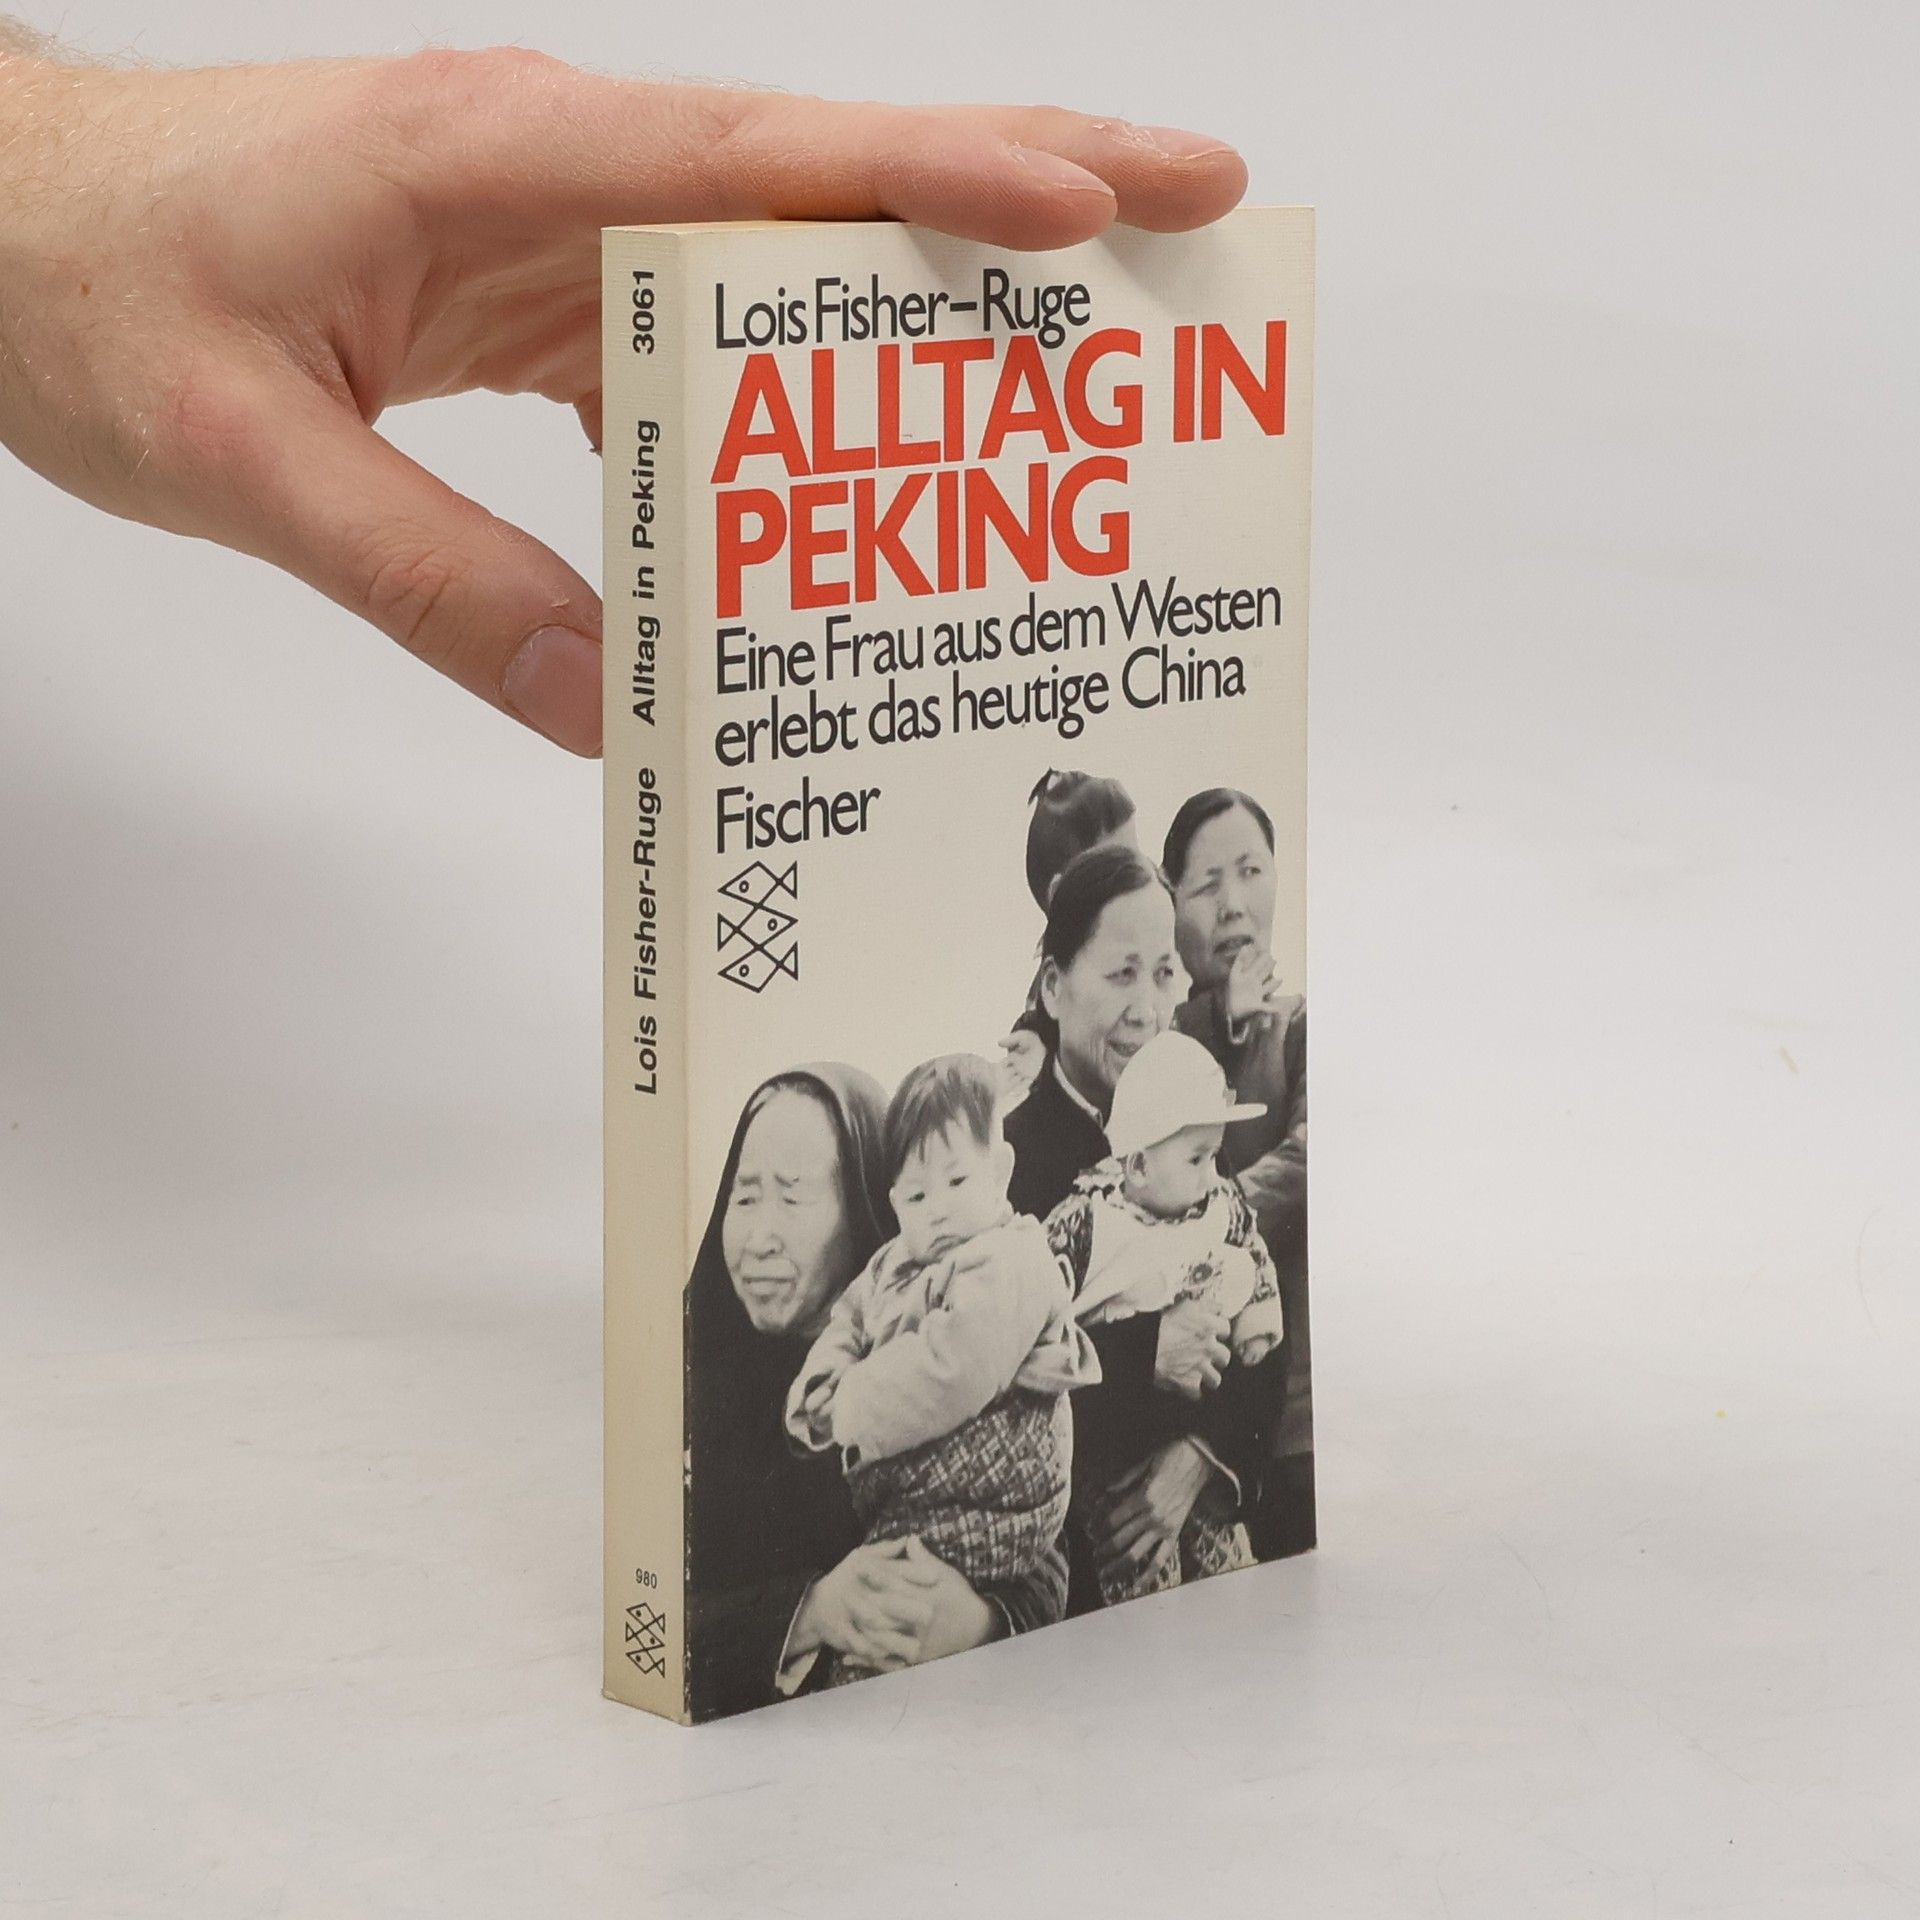 Lois Fisher–Ruge
ALLTAG IN
PEKING
Eine Frau aus dem Westen
erlebt das heutige China
Fischer
Lois Fisher-Ruge Alltag in Peking 3061
980